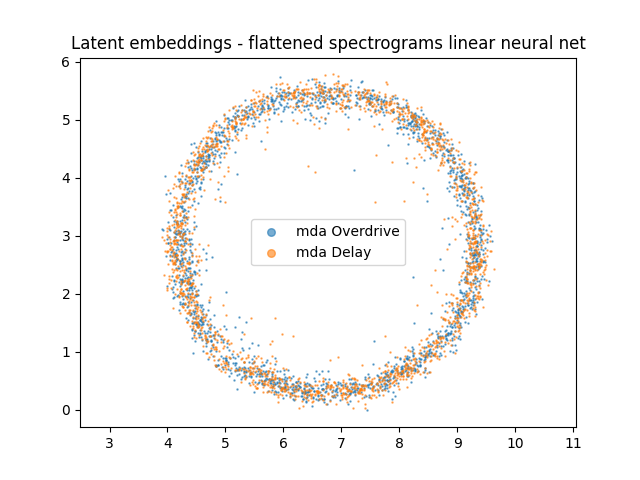 Latent embeddings - flattened spectrograms linear neural net
6
5
4
3
2
1
0
mda Overdrive
mda Delay
3 4 5 6 7 8 9 10 11